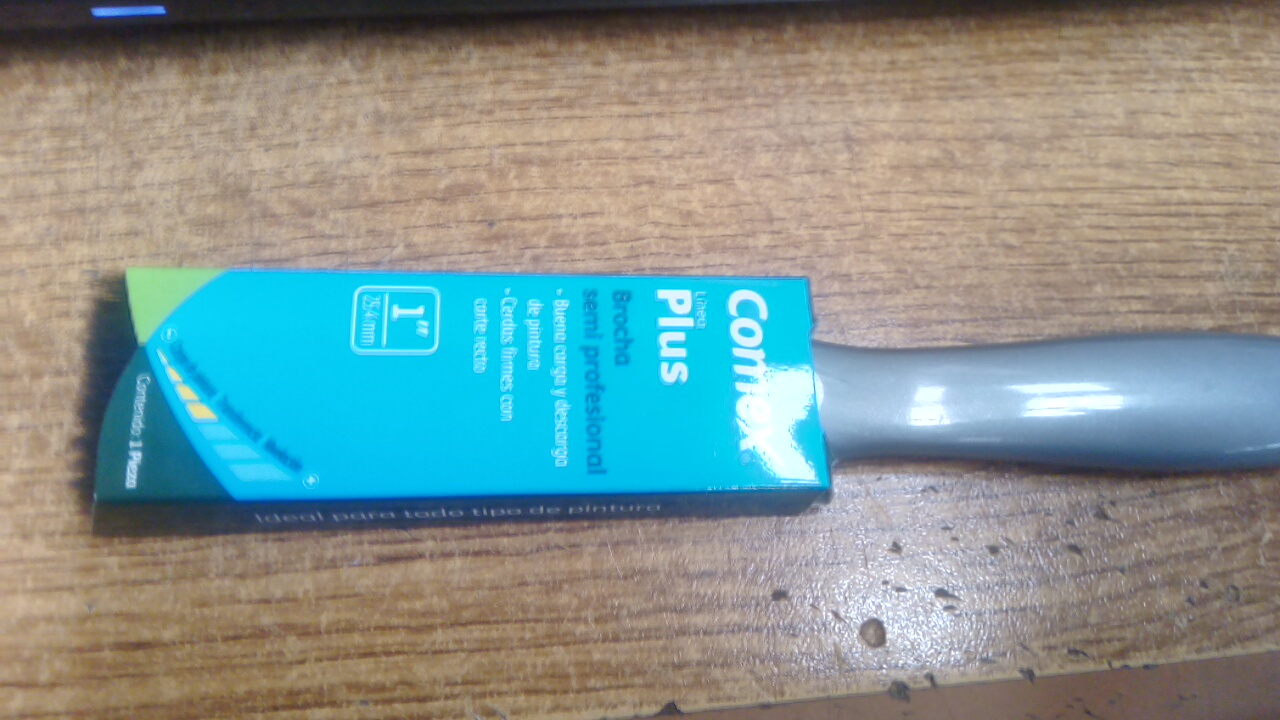 Comex
Línea
Plus
Brocha
semi profesional
• Buena carga y descarga
de pintura
• Cerdas firmes con
corte recto
1"
25.4 mm
Contenido: 1 Pieza
Ideal para todo tipo de pintura